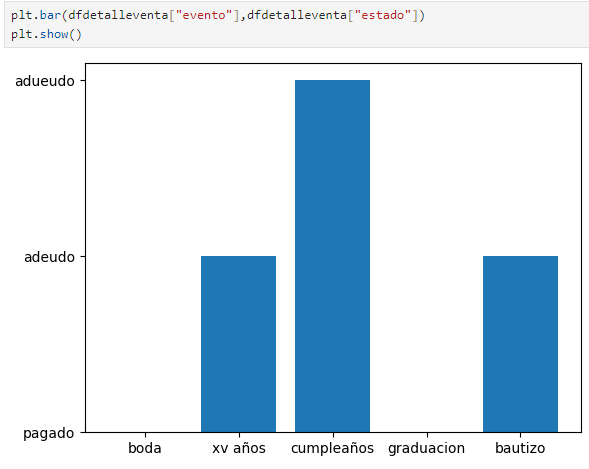 plt.bar(dfdetalleventa["evento"],dfdetalleventa["estado"])
plt.show()
adueudo
adeudo
pagado
boda xv años cumpleaños graduacion bautizo